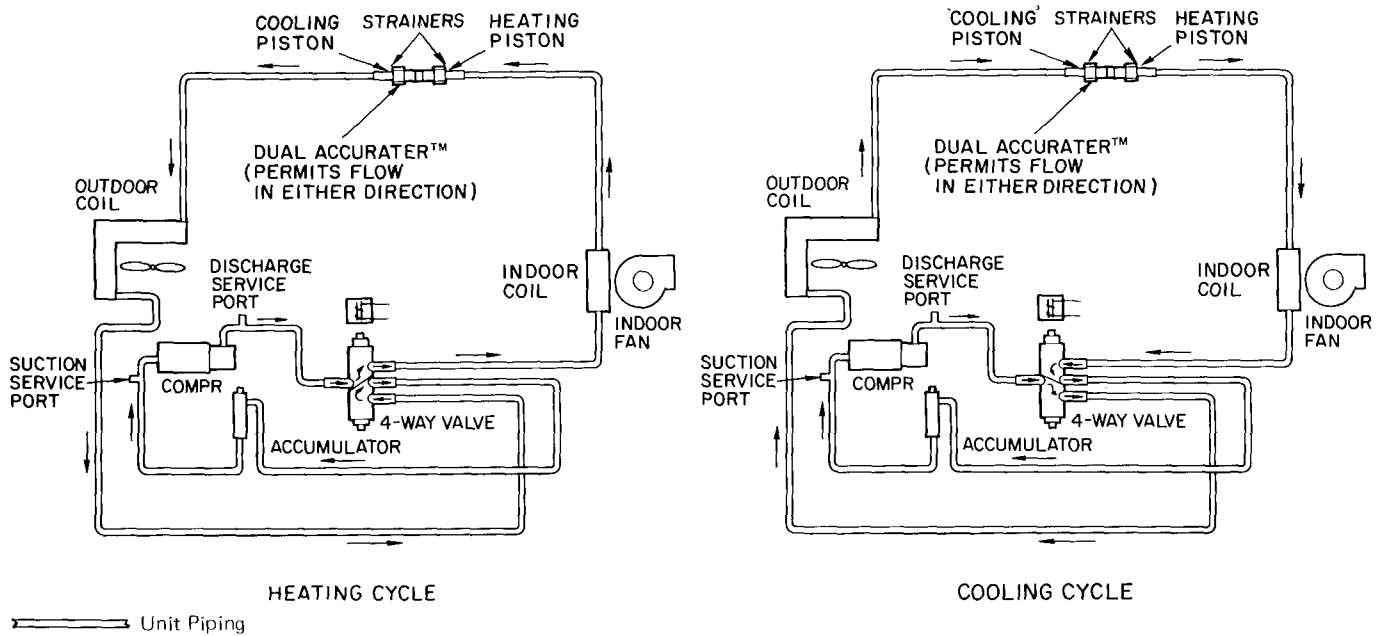 COOLING PISTON
STRAINERS
HEATING PISTON
DUAL ACCURATER™
(PERMITS FLOW
IN EITHER DIRECTION)
OUTDOOR
COIL
DISCHARGE
SERVICE
PORT
INDOOR
COIL
INDOOR
FAN
SUCTION
SERVICE
PORT
COMPR
4-WAY VALVE
ACCUMULATOR
HEATING CYCLE
Unit Piping
COOLING PISTON
STRAINERS
HEATING PISTON
DUAL ACCURATER™
(PERMITS FLOW
IN EITHER DIRECTION)
OUTDOOR
COIL
DISCHARGE
SERVICE
PORT
INDOOR
COIL
INDOOR
FAN
SUCTION
SERVICE
PORT
COMPR
4-WAY VALVE
ACCUMULATOR
COOLING CYCLE